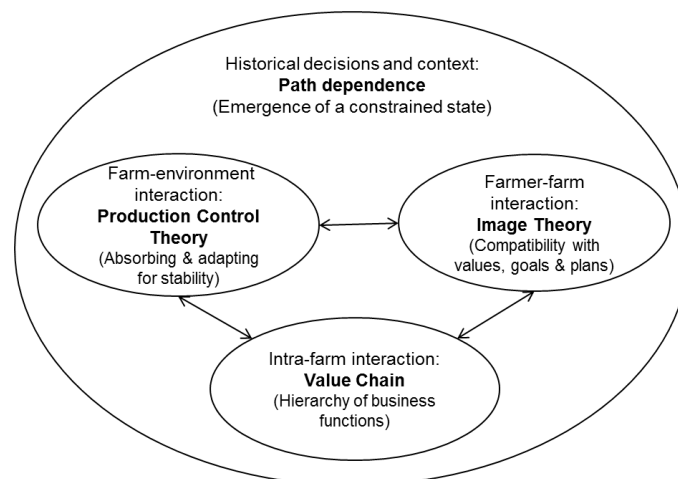 Historical decisions and context:
Path dependence
(Emergence of a constrained state)
Farm-environment
interaction:
Production Control
Theory
(Absorbing & adapting
for stability)
Farmer-farm
interaction:
Image Theory
(Compatibility with
values, goals & plans)
Intra-farm interaction:
Value Chain
(Hierarchy of business
functions)